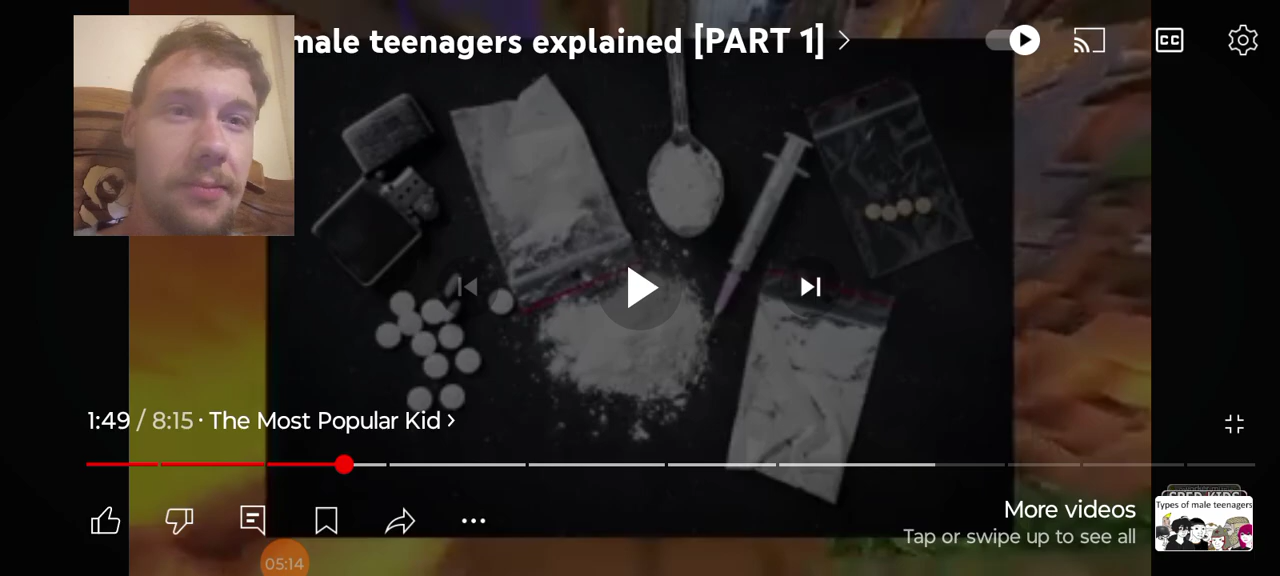 male teenagers explained [PART 1]
CC
1:49 / 8:15 · The Most Popular Kid
More videos
Tap or swipe up to see all
Types of male teenagers
05:14